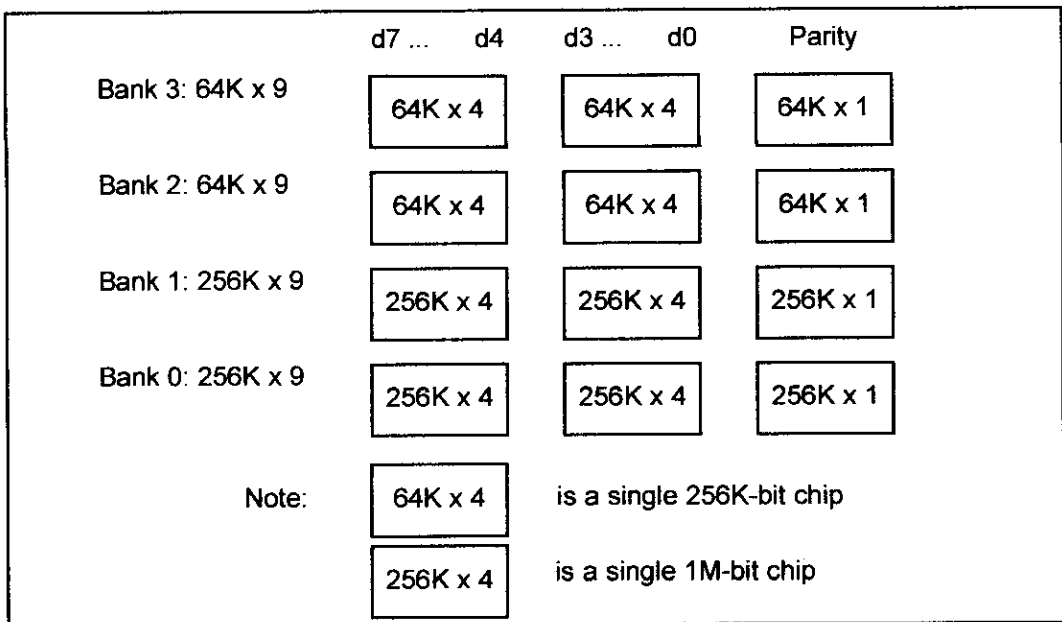 d7 ... d4 d3 ... d0 Parity
Bank 3: 64K x 9 64K x 4 64K x 4 64K x 1
Bank 2: 64K x 9 64K x 4 64K x 4 64K x 1
Bank 1: 256K x 9 256K x 4 256K x 4 256K x 1
Bank 0: 256K x 9 256K x 4 256K x 4 256K x 1
Note: 64K x 4 is a single 256K-bit chip
256K x 4 is a single 1M-bit chip